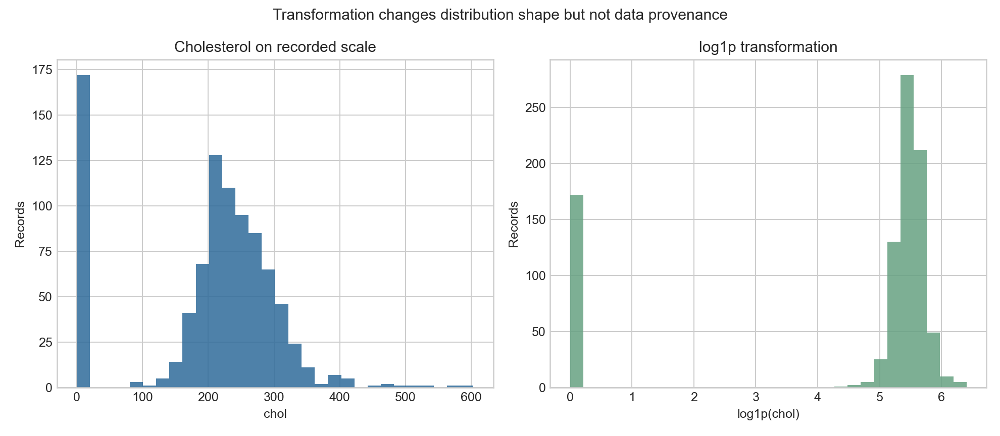 Transformation changes distribution shape but not data provenance
Cholesterol on recorded scale
175
150
125
100
75
50
25
0
Records
0 100 200 300 400 500 600
chol
log1p transformation
250
200
150
100
50
0
Records
0 1 2 3 4 5 6
log1p(chol)